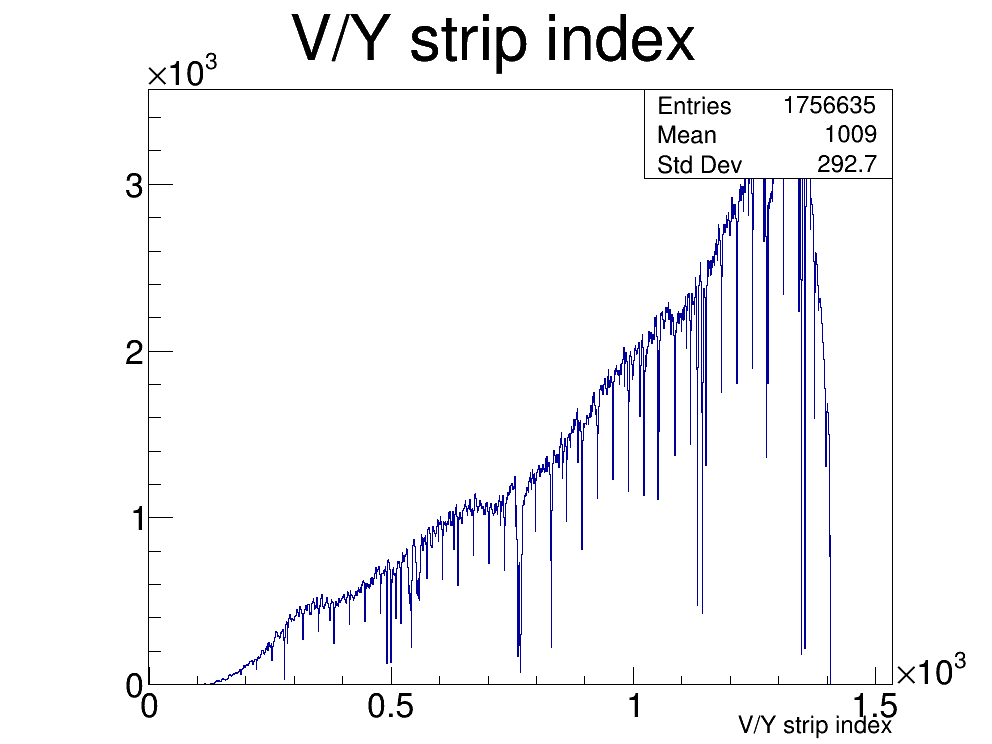 V/Y strip index
×10³
Entries 1756635
Mean 1009
Std Dev 292.7
3
2
1
0
0 0.5 1 1.5 ×10³
V/Y strip index